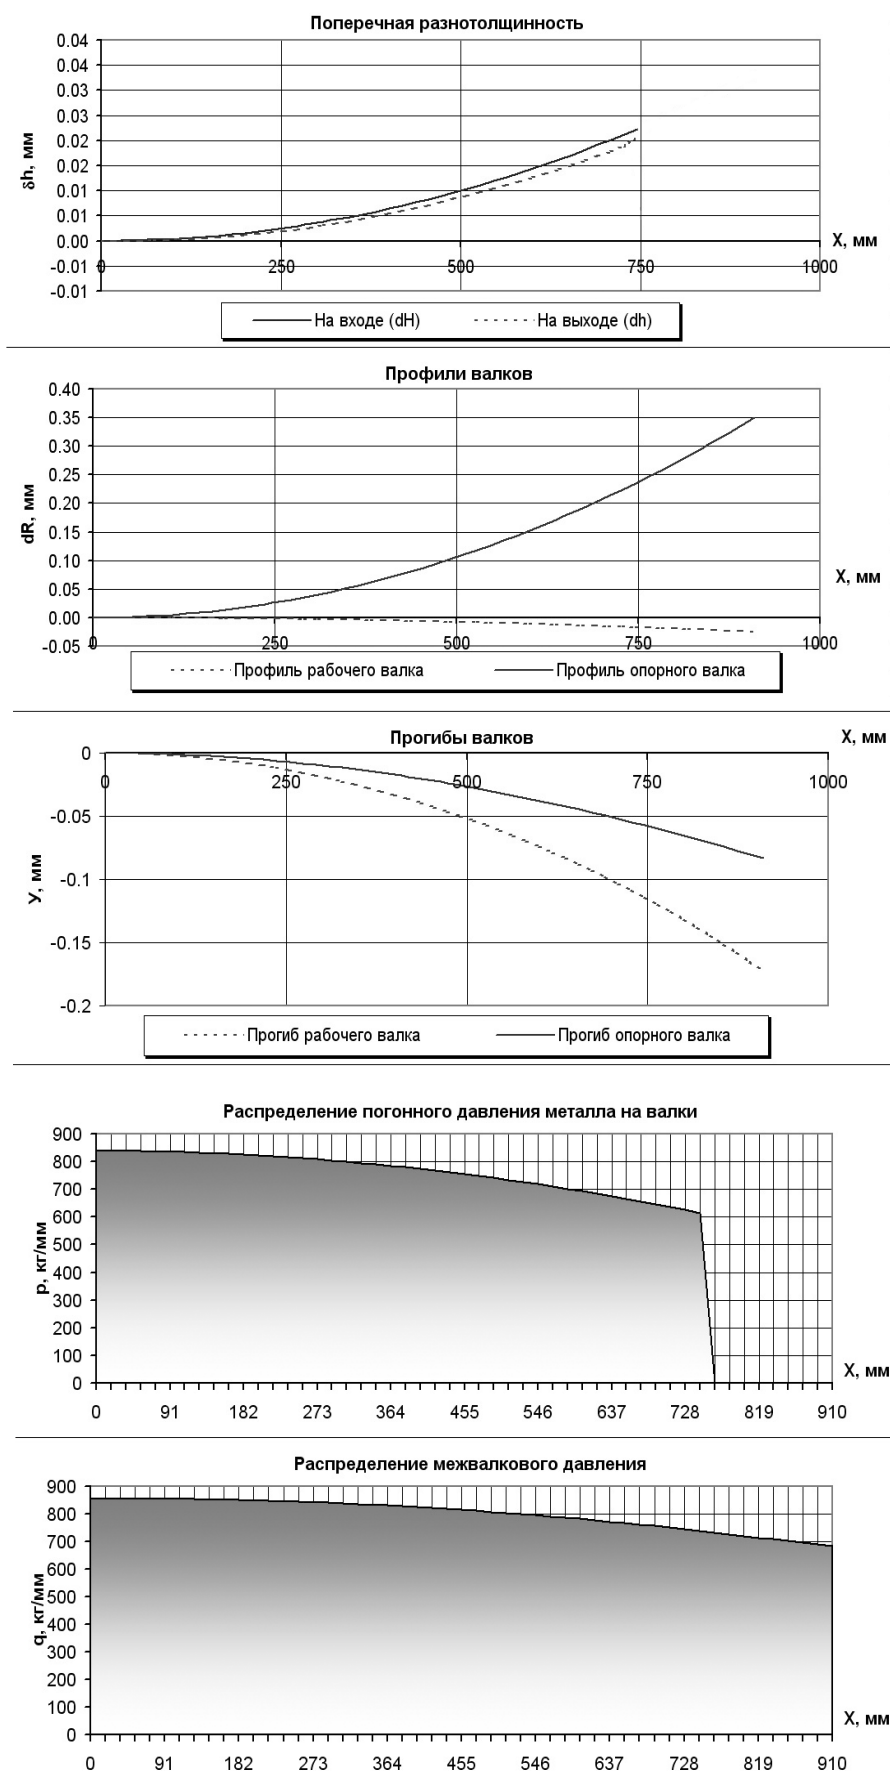 Поперечная разнотолщинность
0.04
0.04
0.03
0.03
0.02
0.02
0.01
0.01
0.00
-0.01
-0.01
δh, мм
X, мм
0 250 500 750 1000
На входе (dH) На выходе (dh)
Профили валков
0.40
0.35
0.30
0.25
0.20
0.15
0.10
0.05
0.00
-0.05
dR, мм
X, мм
0 250 500 750 1000
Профиль рабочего валка Профиль опорного валка
Прогибы валков
X, мм
0
-0.05
-0.1
-0.15
-0.2
У, мм
0 250 500 750 1000
Прогиб рабочего валка Прогиб опорного валка
Распределение погонного давления металла на валки
900
800
700
600
500
400
300
200
100
0
p, кг/мм
X, мм
0 91 182 273 364 455 546 637 728 819 910
Распределение межвалкового давления
900
800
700
600
500
400
300
200
100
0
q, кг/мм
X, мм
0 91 182 273 364 455 546 637 728 819 910